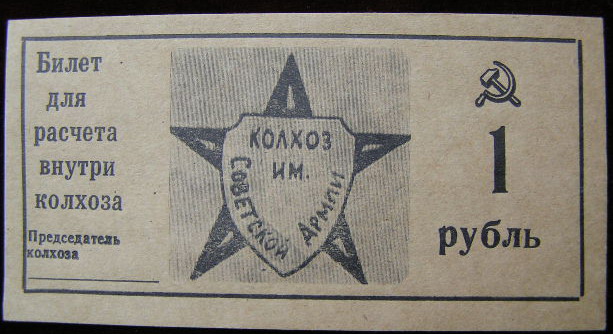 Билет
для
расчета
внутри
колхоза
Председатель
колхоза
КОЛХОЗ
ИМ.
СОВЕТСКОЙ АРМИИ
1
рубль